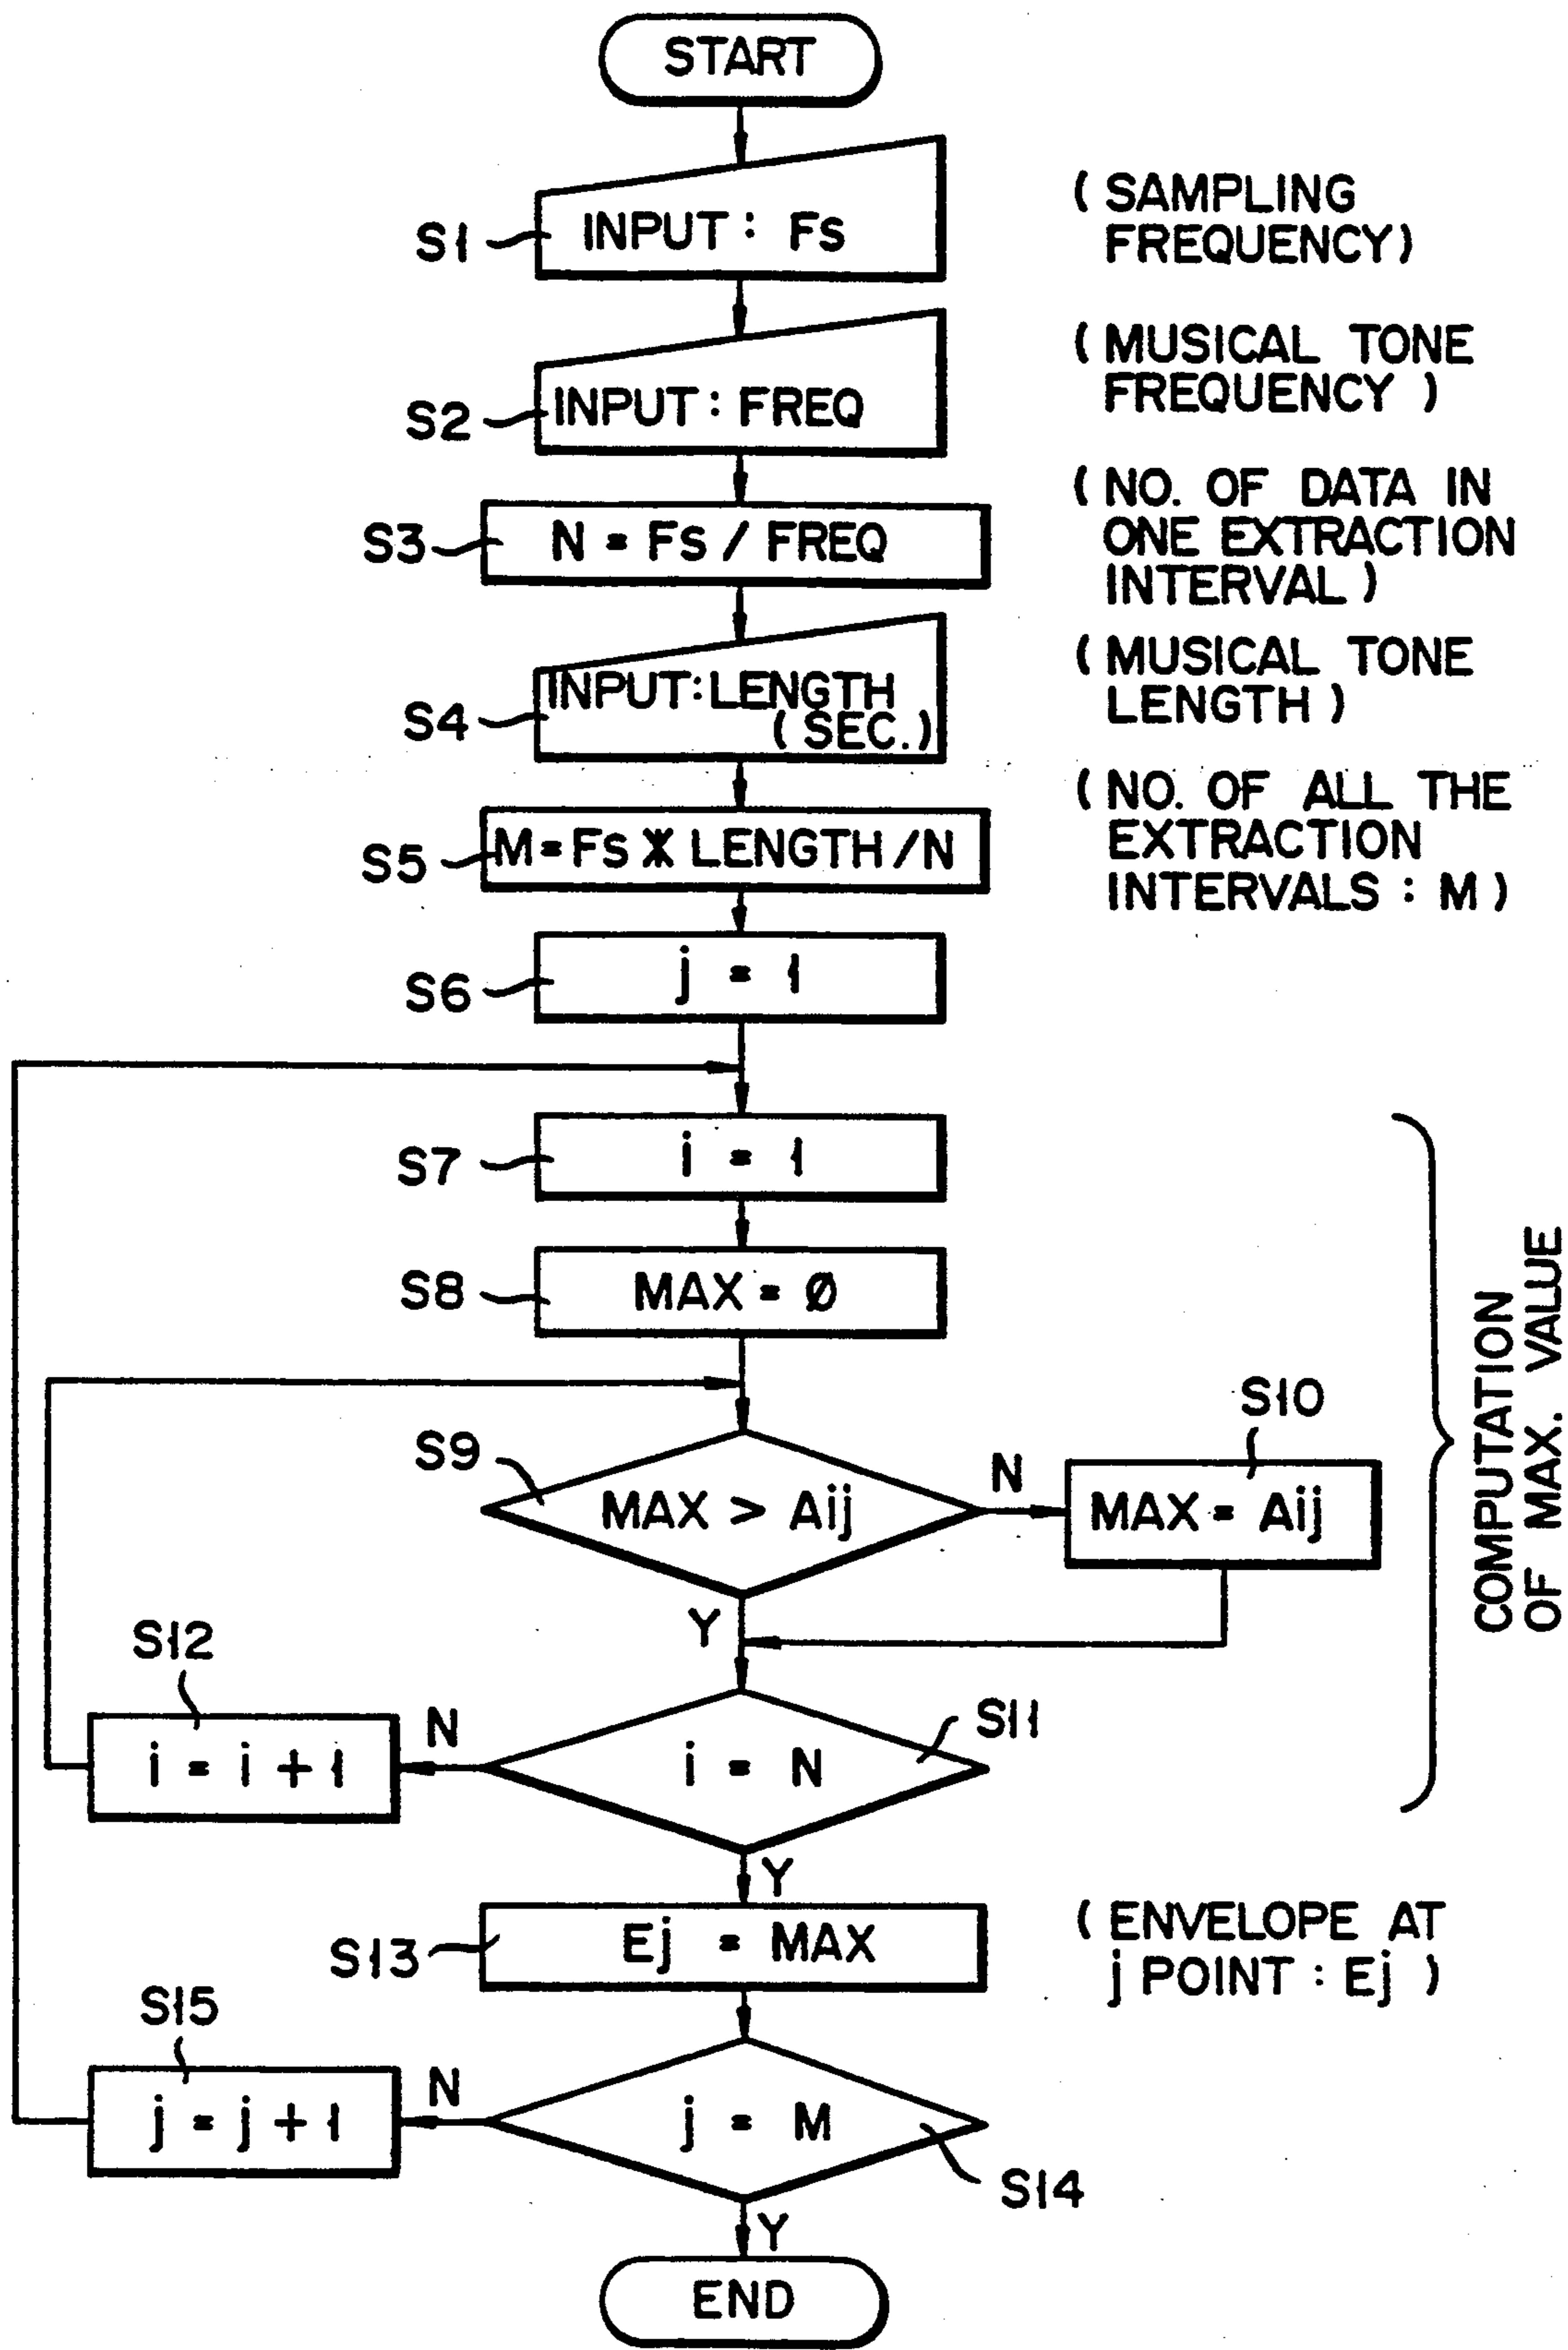 START
S1
INPUT : Fs
( SAMPLING
FREQUENCY)
S2
INPUT : FREQ
( MUSICAL TONE
FREQUENCY )
S3
N = Fs / FREQ
( NO. OF DATA IN
ONE EXTRACTION
INTERVAL )
S4
INPUT : LENGTH
( SEC. )
( MUSICAL TONE
LENGTH )
S5
M = Fs * LENGTH / N
( NO. OF ALL THE
EXTRACTION
INTERVALS : M )
S6
j = 1
S7
i = 1
S8
MAX = Ø
S9
MAX > Aij
N
S10
MAX = Aij
Y
COMPUTATION
OF MAX. VALUE
S12
i = i + 1
N
i = N
S11
Y
S13
Ej = MAX
( ENVELOPE AT
j POINT : Ej )
S15
j = j + 1
N
j = M
S14
Y
END